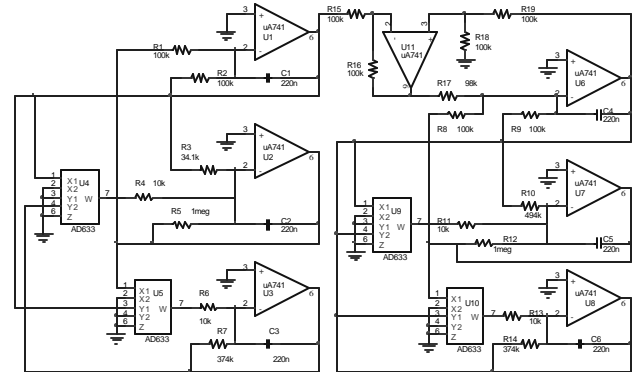 3
+
uA741
U1
2
-
6
R1
100k
R2
100k
C1
220n
R3
34.1k
3
+
uA741
U2
2
-
6
U4
1
2
3
4
6
X1
X2
Y1
Y2
Z
W
7
AD633
R4
10k
R5
1meg
C2
220n
U5
1
2
3
4
6
X1
X2
Y1
Y2
Z
W
7
AD633
R6
10k
3
+
uA741
U3
2
-
6
R7
374k
C3
220n
R15
100k
2
3
-
+
U11
uA741
6
R16
100k
R18
100k
R19
100k
R17
98k
3
+
uA741
U6
2
-
6
R8
100k
R9
100k
C4
220n
3
+
uA741
U7
2
-
6
R10
494k
U9
1
2
3
4
6
X1
X2
Y1
Y2
Z
W
7
AD633
R11
10k
R12
1meg
C5
220n
U10
1
2
3
4
6
X1
X2
Y1
Y2
Z
W
7
AD633
R13
10k
3
+
uA741
U8
2
-
6
R14
374k
C6
220n